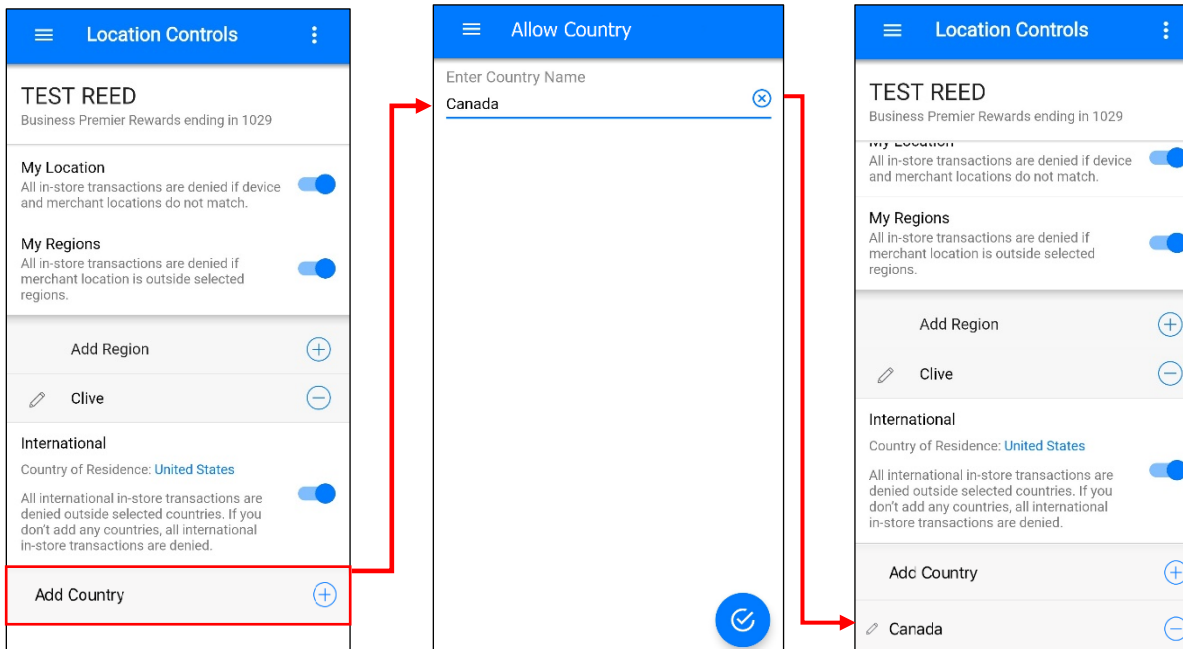 Location Controls
TEST REED
Business Premier Rewards ending in 1029
My Location
All in-store transactions are denied if device
and merchant locations do not match.
My Regions
All in-store transactions are denied if
merchant location is outside selected
regions.
Add Region
Clive
International
Country of Residence: United States
All international in-store transactions are
denied outside selected countries. If you
don't add any countries, all international
in-store transactions are denied.
Add Country
Allow Country
Enter Country Name
Canada
Location Controls
TEST REED
Business Premier Rewards ending in 1029
My Location
All in-store transactions are denied if device
and merchant locations do not match.
My Regions
All in-store transactions are denied if
merchant location is outside selected
regions.
Add Region
Clive
International
Country of Residence: United States
All international in-store transactions are
denied outside selected countries. If you
don't add any countries, all international
in-store transactions are denied.
Add Country
Canada